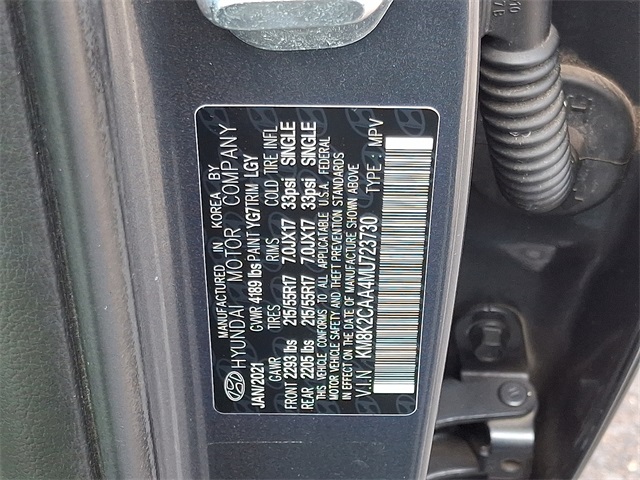 MANUFACTURED IN KOREA BY
HYUNDAI MOTOR COMPANY
JAN/2021 GVWR 4189 lbs PAINT YG7 TRIM LGY
GAWR TIRES RIMS COLD TIRE INFL
FRONT 2293 lbs 215/55R17 7.0JX17 33psi SINGLE
REAR 2205 lbs 215/55R17 7.0JX17 33psi SINGLE
THIS VEHICLE CONFORMS TO ALL APPLICABLE U.S.A. FEDERAL
MOTOR VEHICLE SAFETY AND THEFT PREVENTION STANDARDS
IN EFFECT ON THE DATE OF MANUFACTURE SHOWN ABOVE
V.I.N KM8K2CAA4MU723730 TYPE : MPV